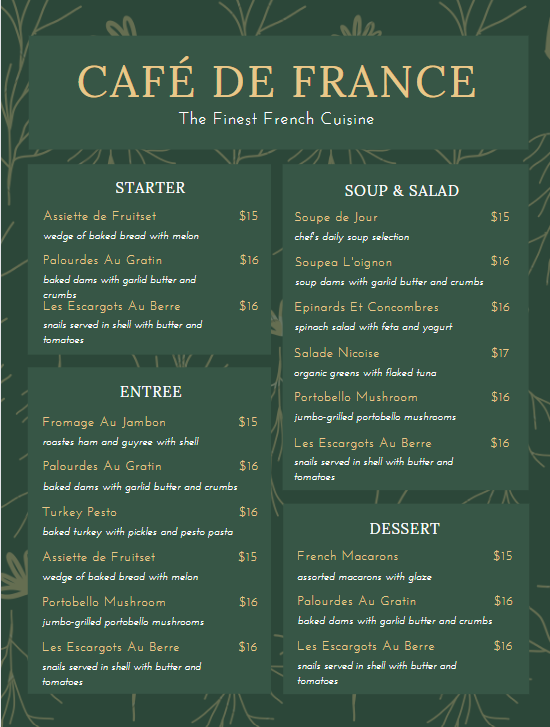 CAFÉ DE FRANCE
The Finest French Cuisine
STARTER
Assiette de Fruitset $15
wedge of baked bread with melon
Palourdes Au Gratin $16
baked dams with garlid butter and
crumbs
Les Escargots Au Berre $16
snails served in shell with butter and
tomatoes
ENTREE
Fromage Au Jambon $15
roastes ham and guyree with shell
Palourdes Au Gratin $16
baked dams with garlid butter and crumbs
Turkey Pesto $16
baked turkey with pickles and pesto pasta
Assiette de Fruitset $15
wedge of baked bread with melon
Portobello Mushroom $16
jumbo-grilled portobello mushrooms
Les Escargots Au Berre $16
snails served in shell with butter and
tomatoes
SOUP & SALAD
Soupe de Jour $15
chef's daily soup selection
Soupea L'oignon $16
soup dams with garlid butter and crumbs
Epinards Et Concombres $16
spinach salad with feta and yogurt
Salade Nicoise $17
organic greens with flaked tuna
Portobello Mushroom $16
jumbo-grilled portobello mushrooms
Les Escargots Au Berre $16
snails served in shell with butter and
tomatoes
DESSERT
French Macarons $15
assorted macarons with glaze
Palourdes Au Gratin $16
baked dams with garlid butter and crumbs
Les Escargots Au Berre $16
snails served in shell with butter and
tomatoes